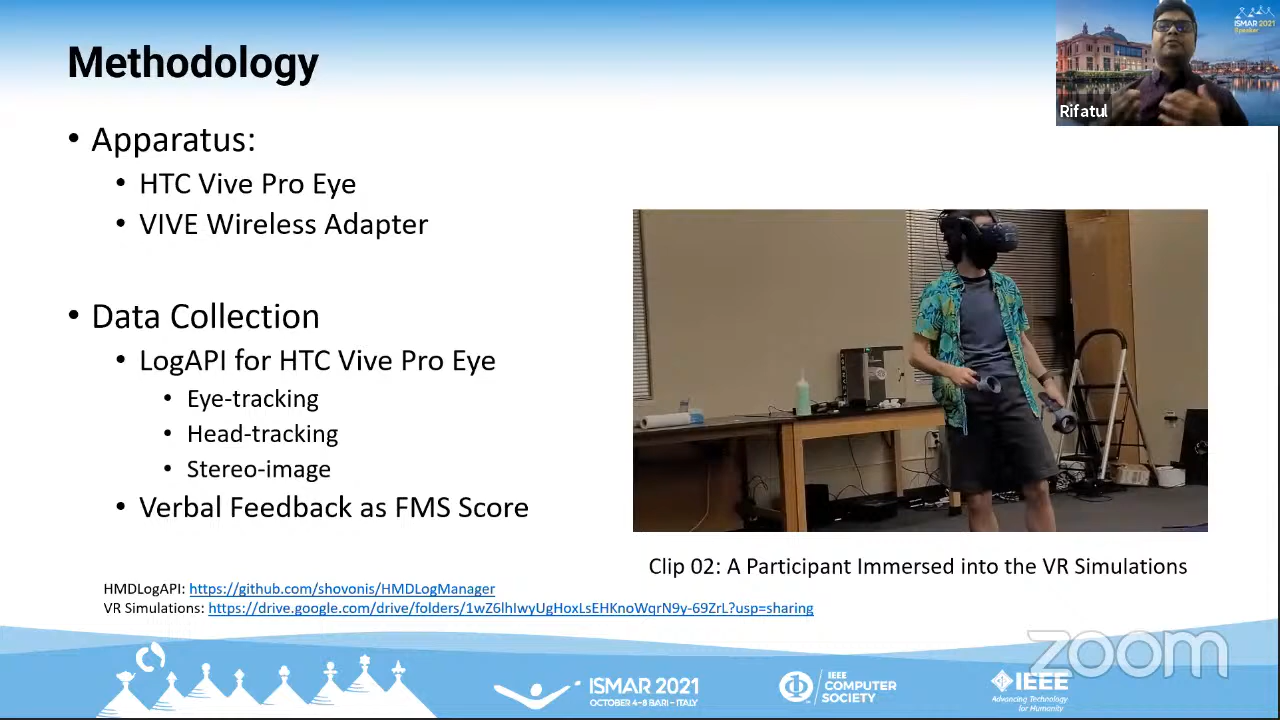 Methodology
ISMAR 2021
Speaker
Rifatul
• Apparatus:
• HTC Vive Pro Eye
• VIVE Wireless Adapter
• Data Collection
• LogAPI for HTC Vive Pro Eye
• Eye-tracking
• Head-tracking
• Stereo-image
• Verbal Feedback as FMS Score
Clip 02: A Participant Immersed into the VR Simulations
HMDLogAPI: https://github.com/shovonis/HMDLogManager
VR Simulations: https://drive.google.com/drive/folders/1wZ6lhIwyUgHoxLsEHKnoWqrN9y-69ZrL?usp=sharing
zoom
ISMAR 2021
OCTOBER 4-8 BARI - ITALY
IEEE
COMPUTER
SOCIETY
IEEE
Advancing Technology
for Humanity